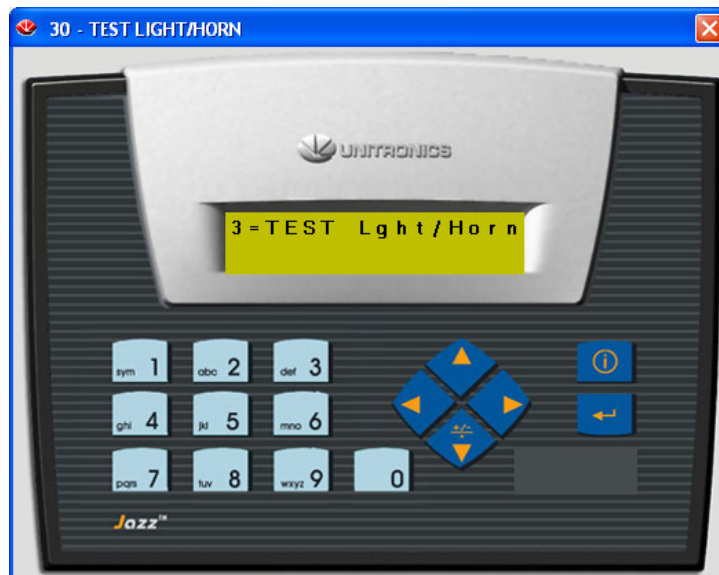 30 - TEST LIGHT/HORN
UNITRONICS
3=TEST Lght/Horn
sym 1 abc 2 def 3
ghi 4 jkl 5 mno 6
+/-
pqrs 7 tuv 8 wxyz 9 0
Jazz™